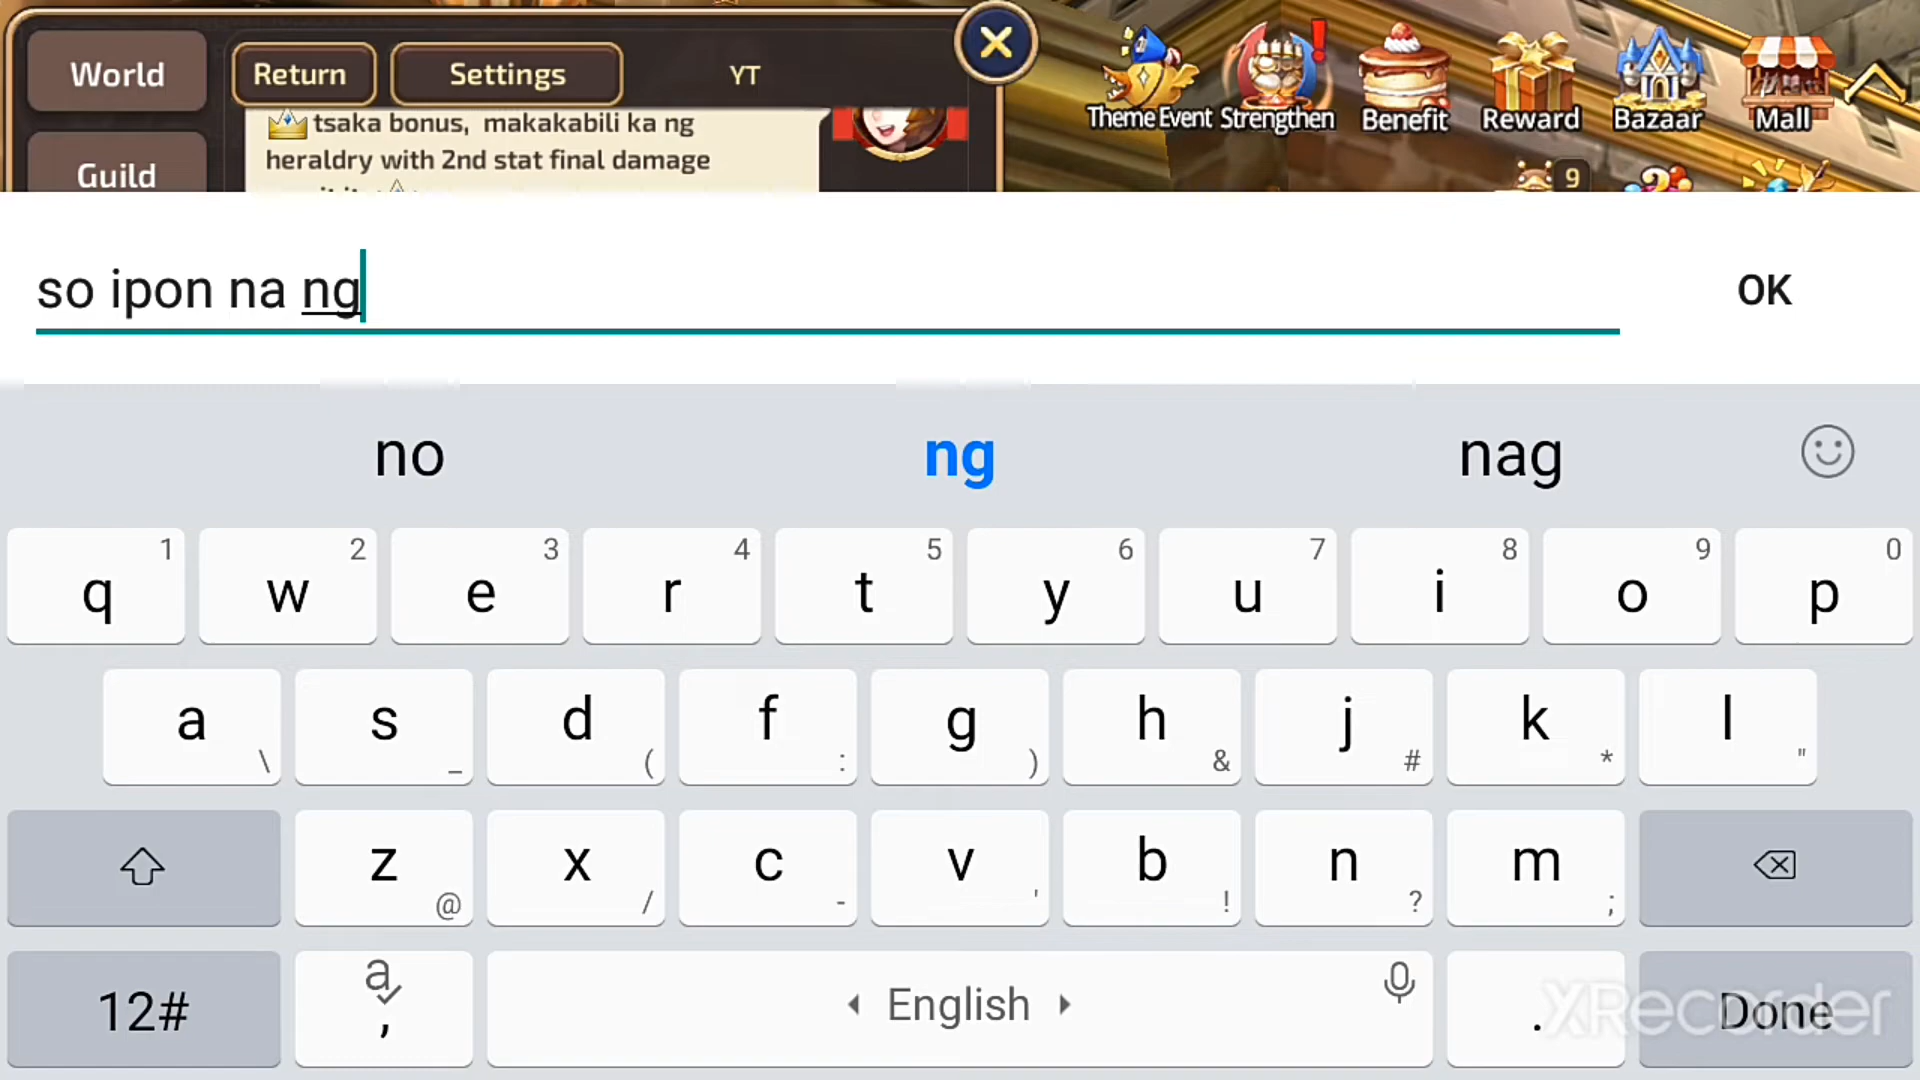 World
Return
Settings
YT
Theme Event
Strengthen
Benefit
Reward
Bazaar
Mall
tsaka bonus, makakabili ka ng
heraldry with 2nd stat final damage
Guild
9
so ipon na ng
OK
no
ng
nag
q 1
w 2
e 3
r 4
t 5
y 6
u 7
i 8
o 9
p 0
a \
s _
d (
f :
g )
h &
j #
k *
l "
z @
x /
c -
v '
b !
n ?
m ;
12#
a
,
English
.
Done
XRecorder